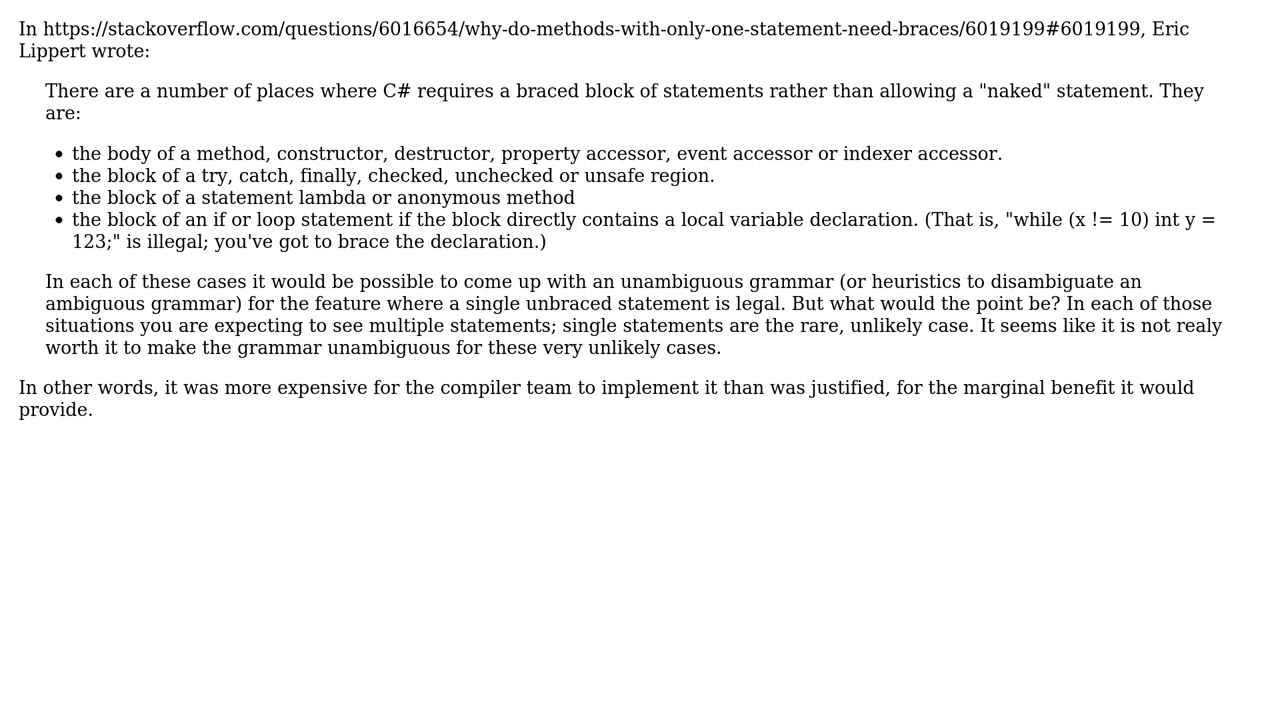 In https://stackoverflow.com/questions/6016654/why-do-methods-with-only-one-statement-need-braces/6019199#6019199, Eric
Lippert wrote:
There are a number of places where C# requires a braced block of statements rather than allowing a "naked" statement. They
are:
• the body of a method, constructor, destructor, property accessor, event accessor or indexer accessor.
• the block of a try, catch, finally, checked, unchecked or unsafe region.
• the block of a statement lambda or anonymous method
• the block of an if or loop statement if the block directly contains a local variable declaration. (That is, "while (x != 10) int y =
123;" is illegal; you've got to brace the declaration.)
In each of these cases it would be possible to come up with an unambiguous grammar (or heuristics to disambiguate an
ambiguous grammar) for the feature where a single unbraced statement is legal. But what would the point be? In each of those
situations you are expecting to see multiple statements; single statements are the rare, unlikely case. It seems like it is not realy
worth it to make the grammar unambiguous for these very unlikely cases.
In other words, it was more expensive for the compiler team to implement it than was justified, for the marginal benefit it would
provide.